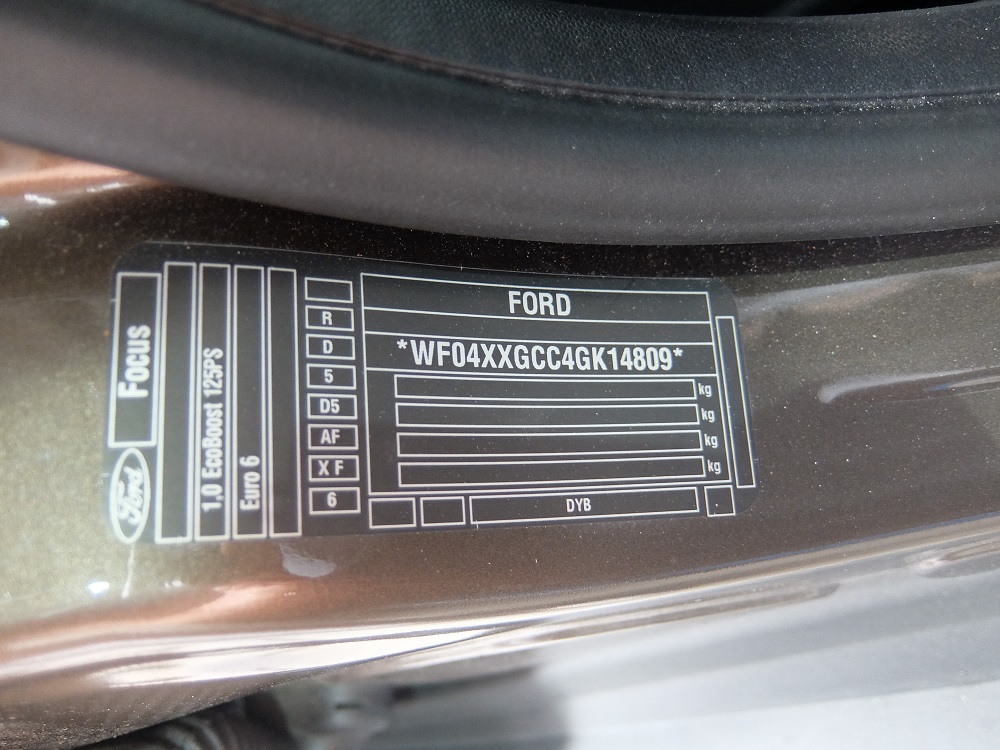 FORD
*WF04XXGCC4GK14809*
kg
kg
kg
kg
DYB
R
D
5
D5
AF
X F
6
Focus
1,0 EcoBoost 125PS
Euro 6
Ford